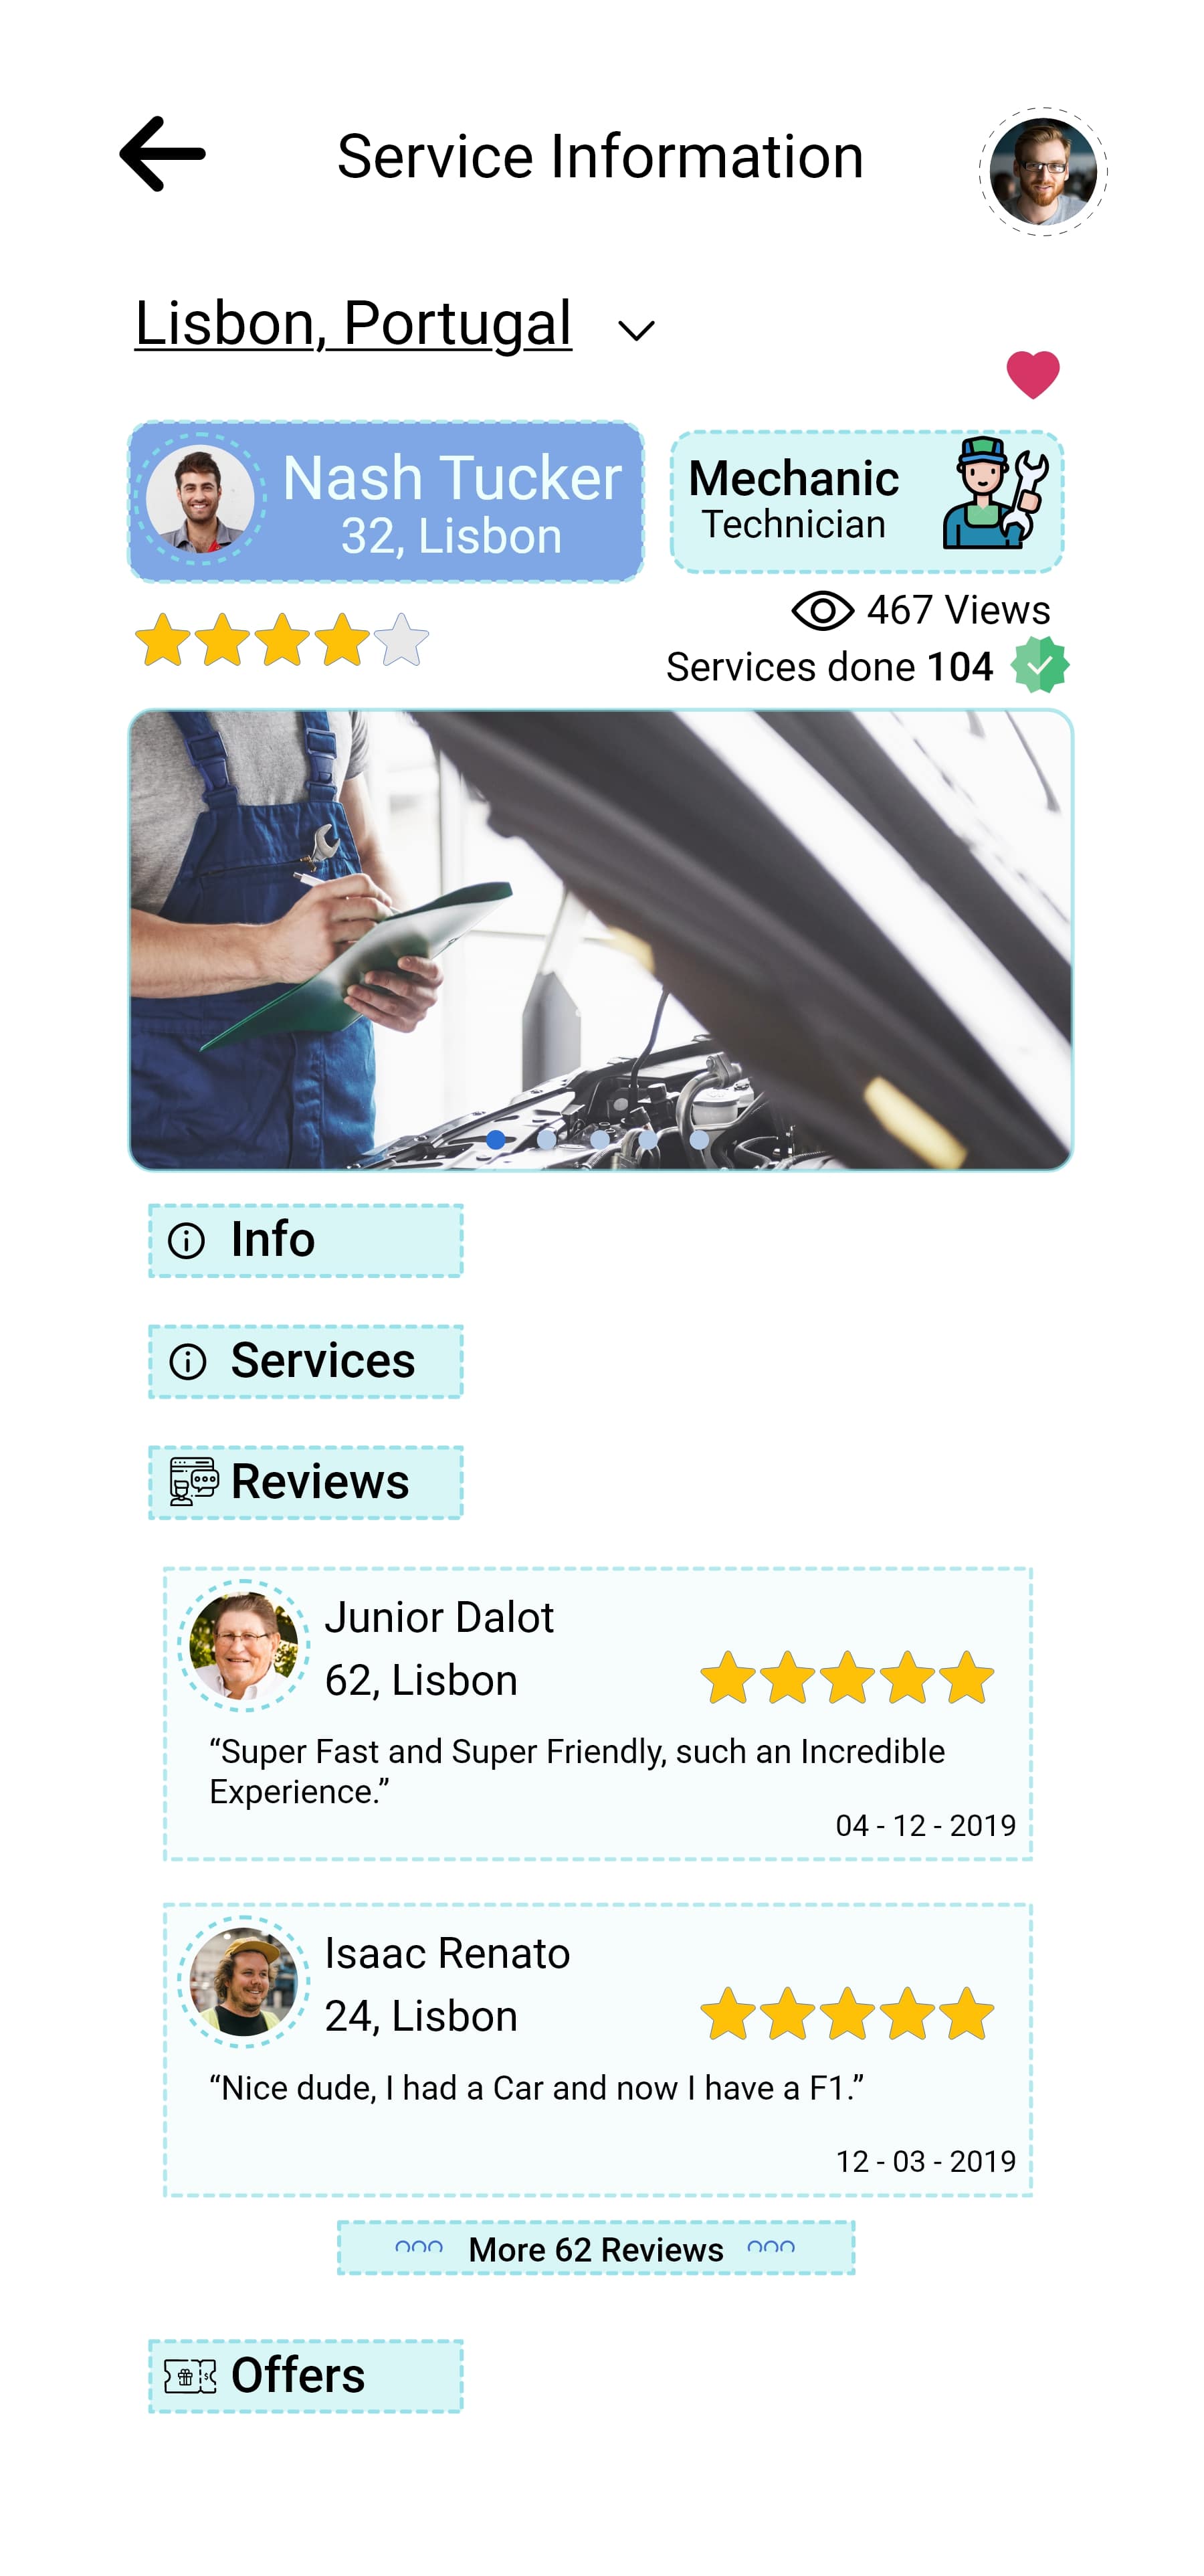 Service Information
Lisbon, Portugal
Nash Tucker
32, Lisbon
Mechanic
Technician
467 Views
Services done 104
Info
Services
Reviews
Junior Dalot
62, Lisbon
“Super Fast and Super Friendly, such an Incredible
Experience.”
04 - 12 - 2019
Isaac Renato
24, Lisbon
“Nice dude, I had a Car and now I have a F1.”
12 - 03 - 2019
More 62 Reviews
Offers